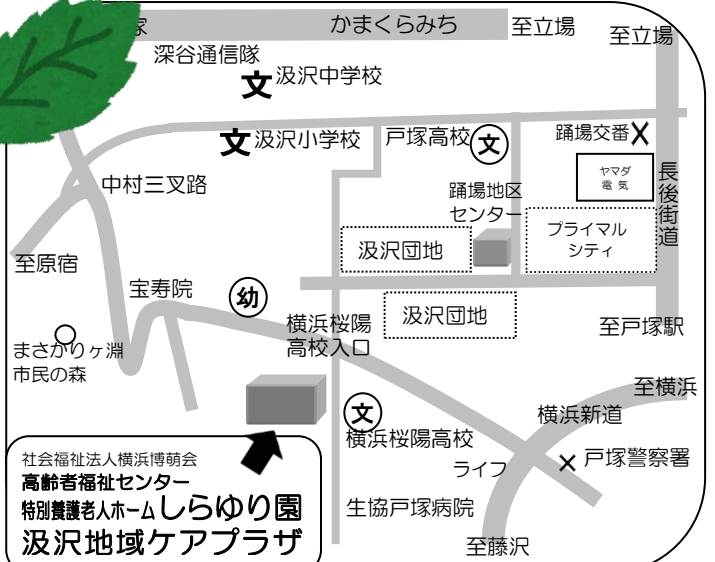 家
かまくらみち
至立場
至立場
深谷通信隊
文 汲沢中学校
文 汲沢小学校
戸塚高校 文
踊場交番
ヤマダ
電気
長後街道
中村三叉路
踊場地区
センター
プライマル
シティ
汲沢団地
至原宿
宝寿院
幼
汲沢団地
横浜桜陽
高校入口
至戸塚駅
まさかりヶ淵
市民の森
至横浜
文
横浜新道
横浜桜陽高校
ライフ
戸塚警察署
生協戸塚病院
至藤沢
社会福祉法人横浜博萌会
高齢者福祉センター
特別養護老人ホームしらゆり園
汲沢地域ケアプラザ